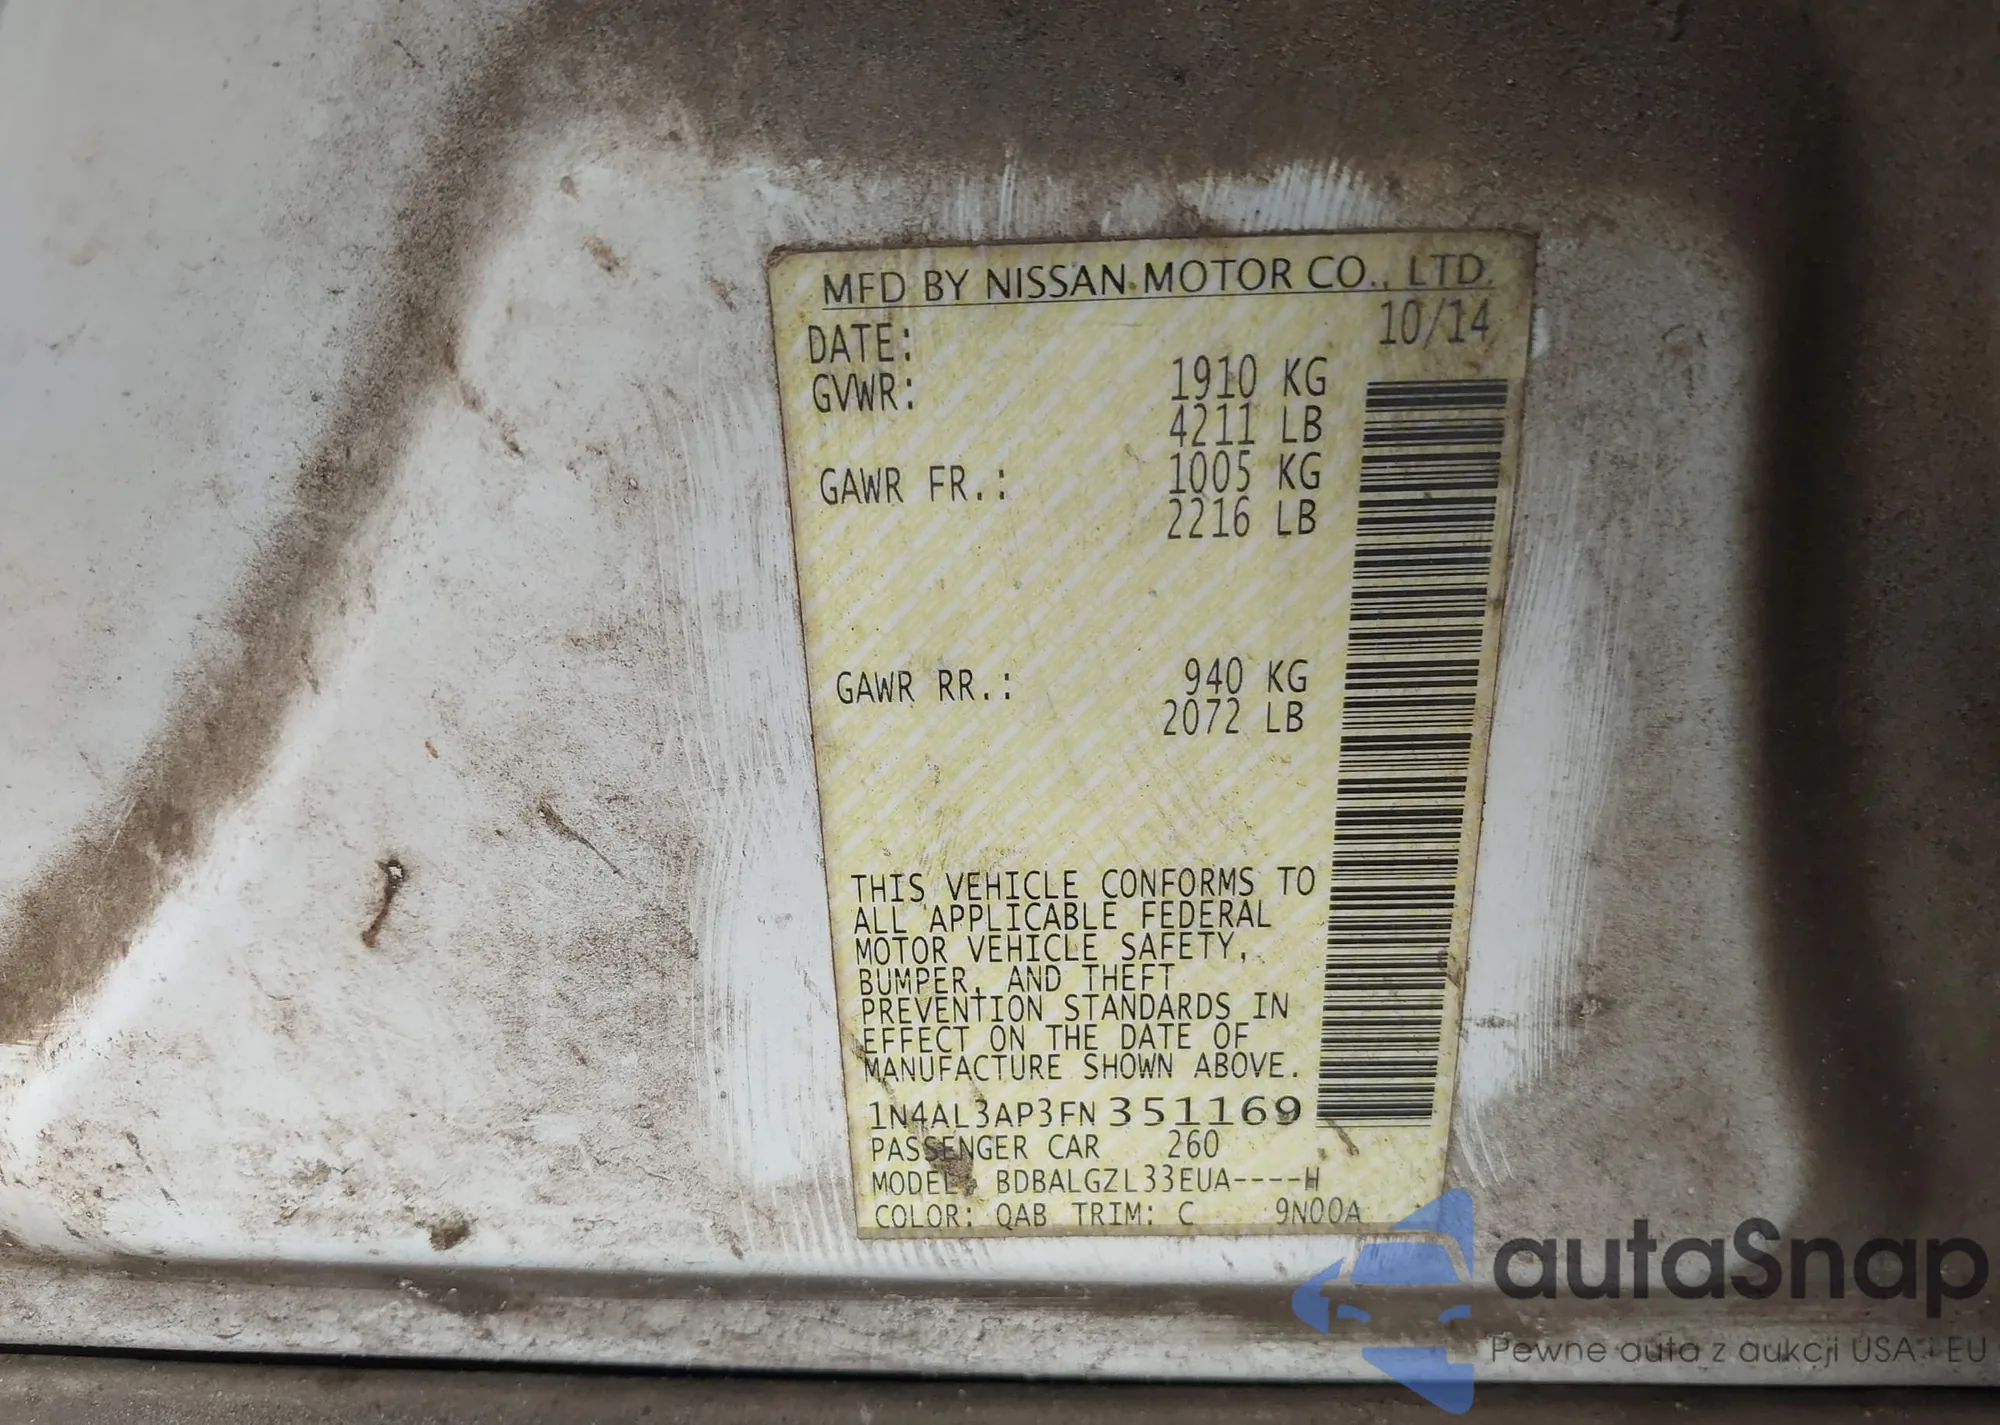 MFD BY NISSAN MOTOR CO., LTD.
DATE: 10/14
GVWR: 1910 KG
4211 LB
GAWR FR.: 1005 KG
2216 LB
GAWR RR.: 940 KG
2072 LB
THIS VEHICLE CONFORMS TO
ALL APPLICABLE FEDERAL
MOTOR VEHICLE SAFETY,
BUMPER, AND THEFT
PREVENTION STANDARDS IN
EFFECT ON THE DATE OF
MANUFACTURE SHOWN ABOVE.
1N4AL3AP3FN351169
PASSENGER CAR 260
MODEL: BDBALGZL33EUA----H
COLOR: QAB TRIM: C 9N00A
autaSnap
Pewne auta z aukcji USA i EU